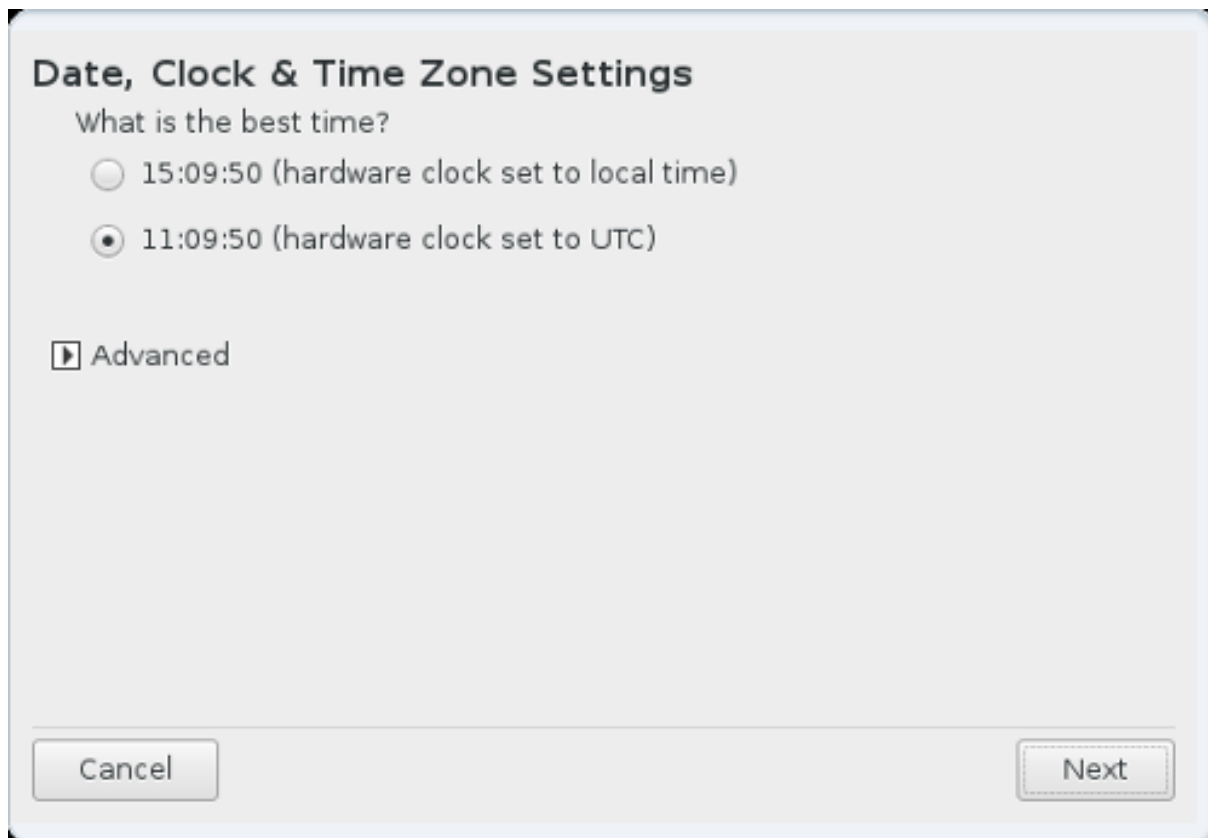 Date, Clock & Time Zone Settings
What is the best time?
15:09:50 (hardware clock set to local time)
11:09:50 (hardware clock set to UTC)
Advanced
Cancel
Next